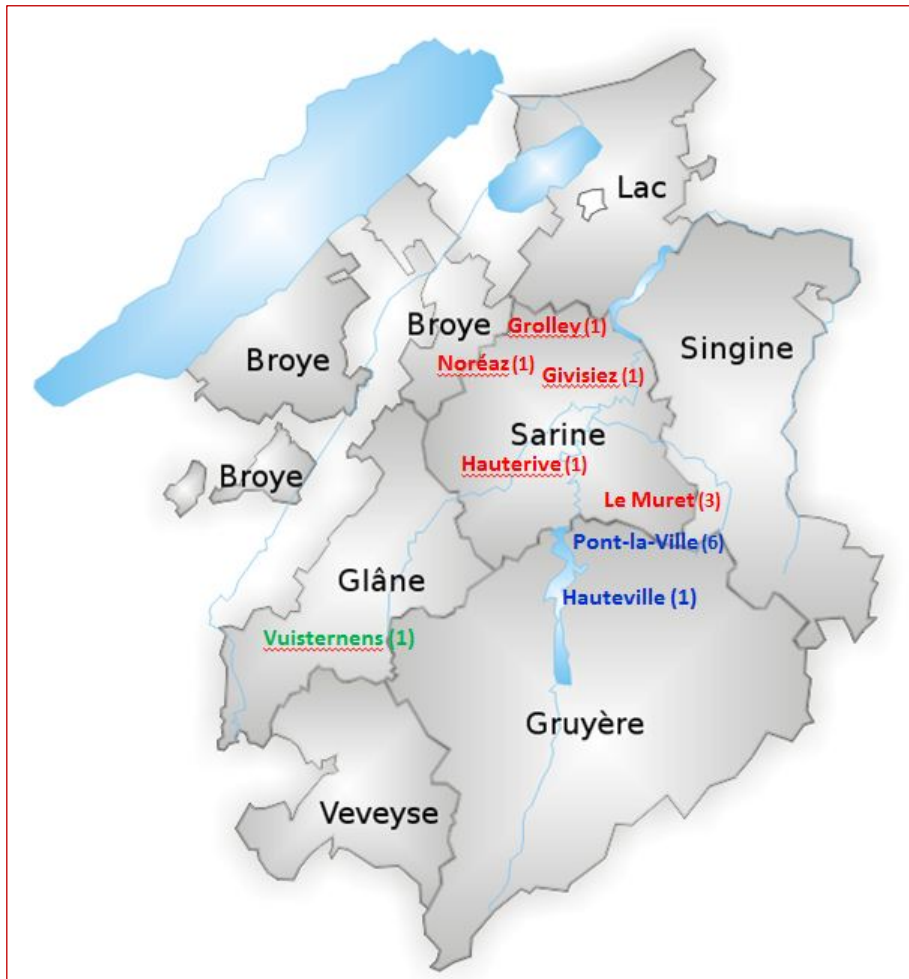 Lac
Grolley (1)
Broye
Singine
Broye
Noréaz (1)
Givisiez (1)
Sarine
Hauterive (1)
Broye
Le Muret (3)
Pont-la-Ville (6)
Glâne
Hauteville (1)
Vuisternens (1)
Gruyère
Veveyse